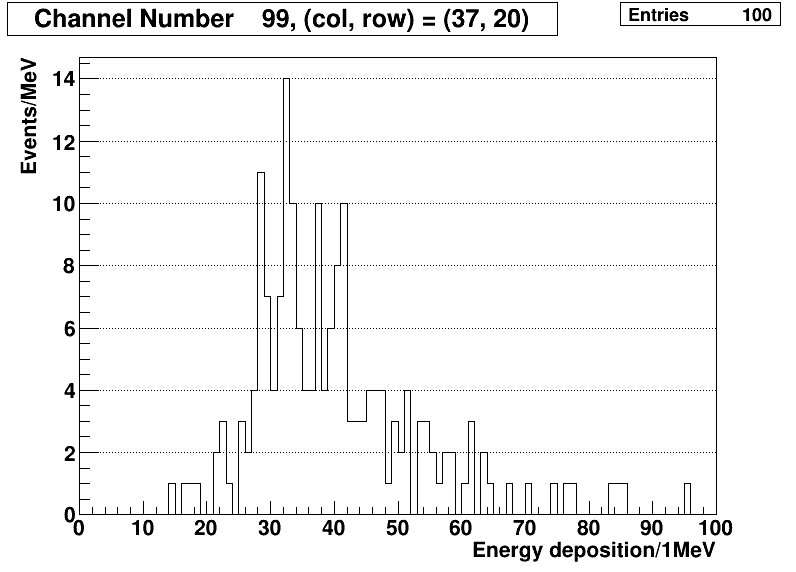 Channel Number 99, (col, row) = (37, 20)
Entries 100
Events/MeV
14
12
10
8
6
4
2
0
0 10 20 30 40 50 60 70 80 90 100
Energy deposition/1MeV